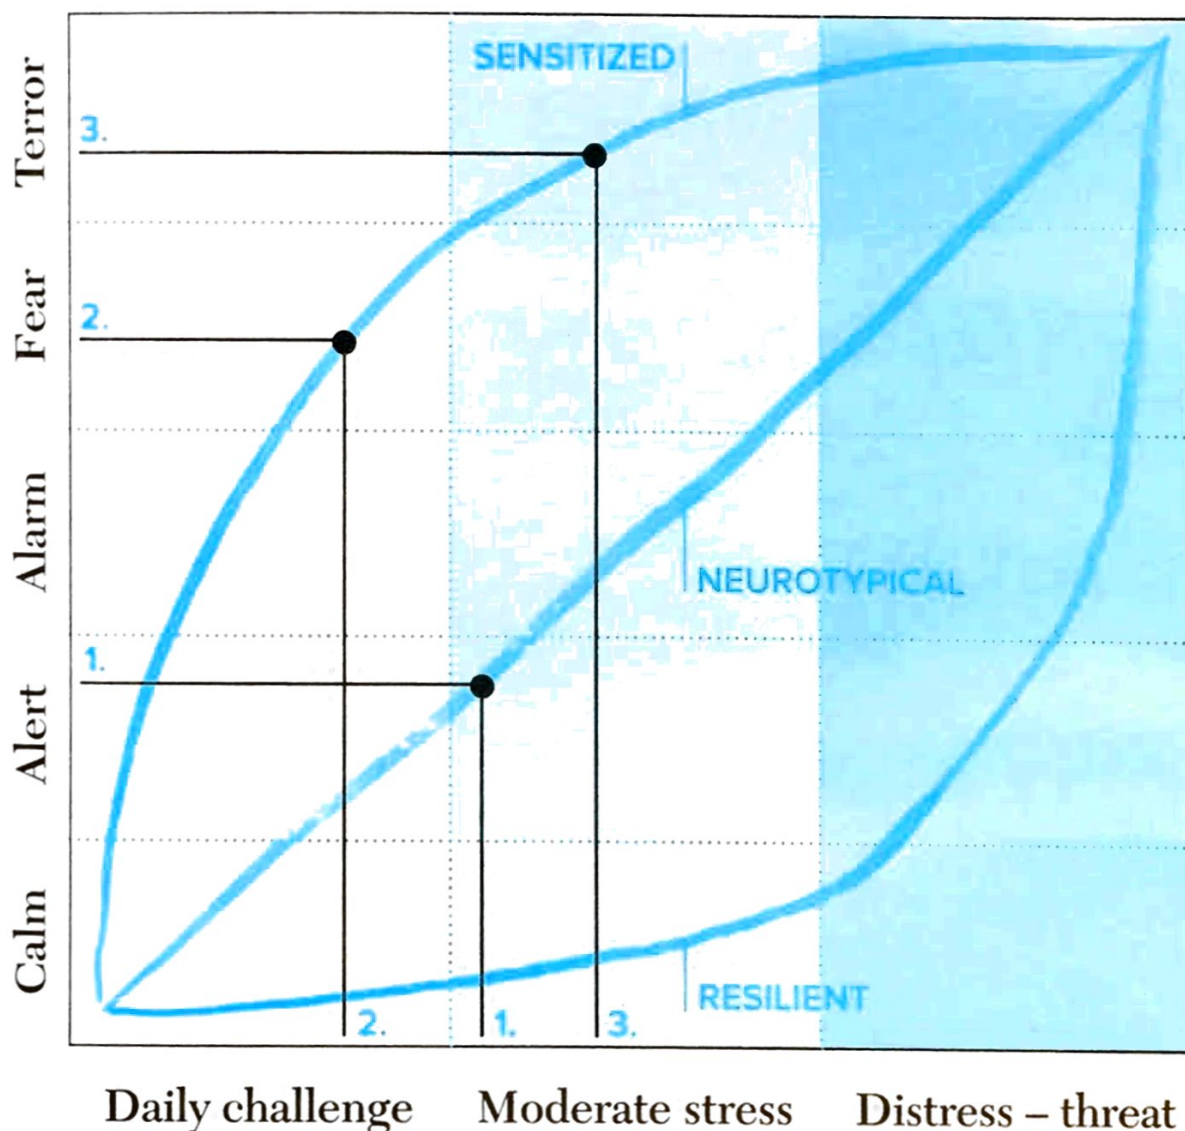 Terror
Fear
Alarm
Alert
Calm
3.
2.
1.
SENSITIZED
NEUROTYPICAL
RESILIENT
2.
1.
3.
Daily challenge
Moderate stress
Distress – threat